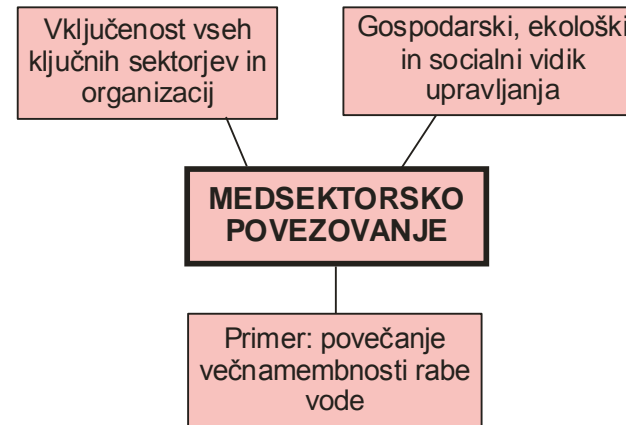 Vključenost vseh
ključnih sektorjev in
organizacij
Gospodarski, ekološki
in socialni vidik
upravljanja
MEDSEKTORSKO
POVEZOVANJE
Primer: povečanje
večnamembnosti rabe
vode